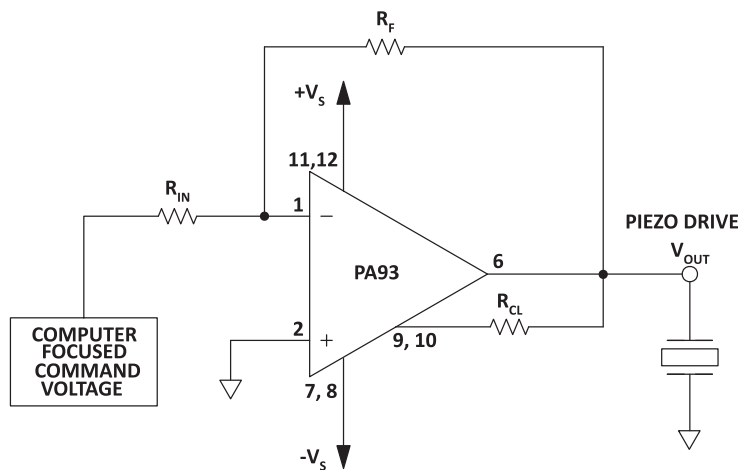 R_F
+V_S
11,12
R_IN
1
−
PIEZO DRIVE
V_OUT
6
PA93
R_CL
2
+
9, 10
COMPUTER
FOCUSED
COMMAND
VOLTAGE
7, 8
-V_S